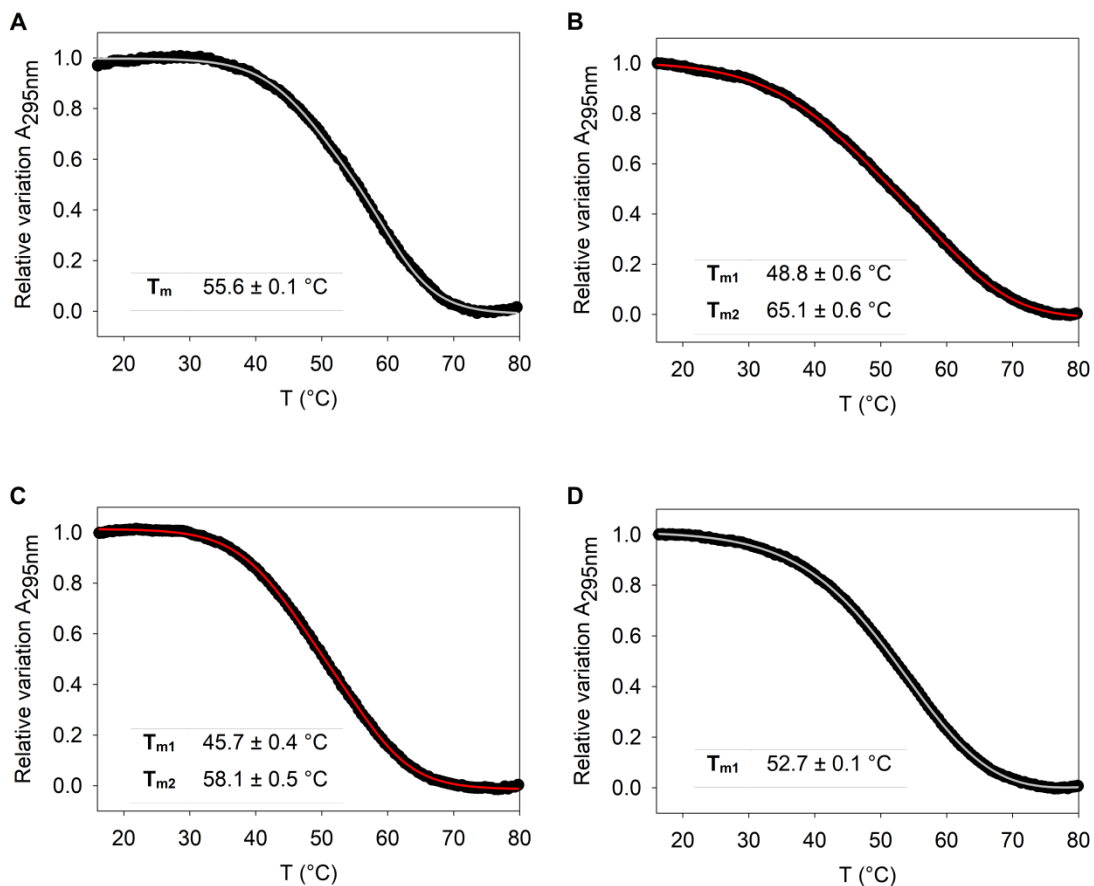 A
Relative variation A295nm
1.0
0.8
0.6
0.4
0.2
0.0
Tm 55.6 ± 0.1 °C
20 30 40 50 60 70 80
T (°C)
B
Relative variation A295nm
1.0
0.8
0.6
0.4
0.2
0.0
Tm1 48.8 ± 0.6 °C
Tm2 65.1 ± 0.6 °C
20 30 40 50 60 70 80
T (°C)
C
Relative variation A295nm
1.0
0.8
0.6
0.4
0.2
0.0
Tm1 45.7 ± 0.4 °C
Tm2 58.1 ± 0.5 °C
20 30 40 50 60 70 80
T (°C)
D
Relative variation A295nm
1.0
0.8
0.6
0.4
0.2
0.0
Tm1 52.7 ± 0.1 °C
20 30 40 50 60 70 80
T (°C)